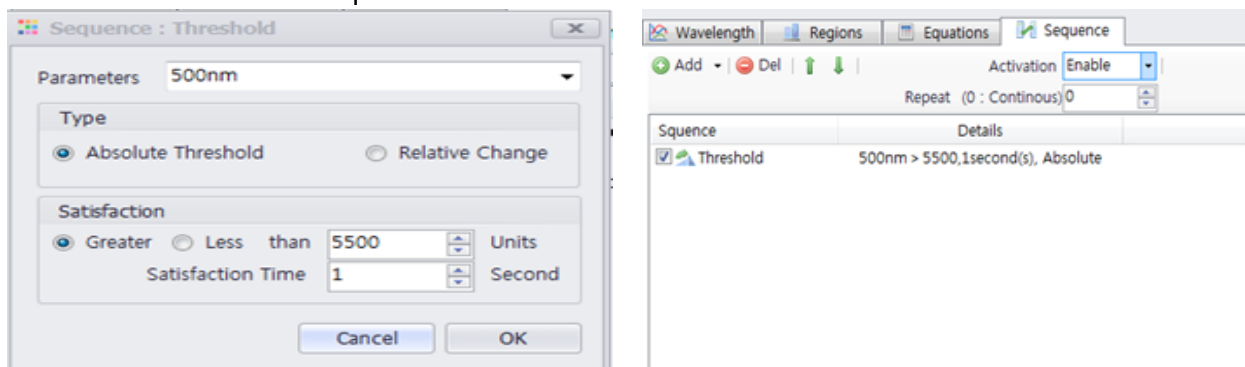 Sequence : Threshold
Parameters 500nm
Type
Absolute Threshold Relative Change
Satisfaction
Greater Less than 5500 Units
Satisfaction Time 1 Second
Cancel OK
Wavelength Regions Equations Sequence
Add Del Activation Enable
Repeat (0 : Continous) 0
Squence Details
Threshold 500nm > 5500,1second(s), Absolute